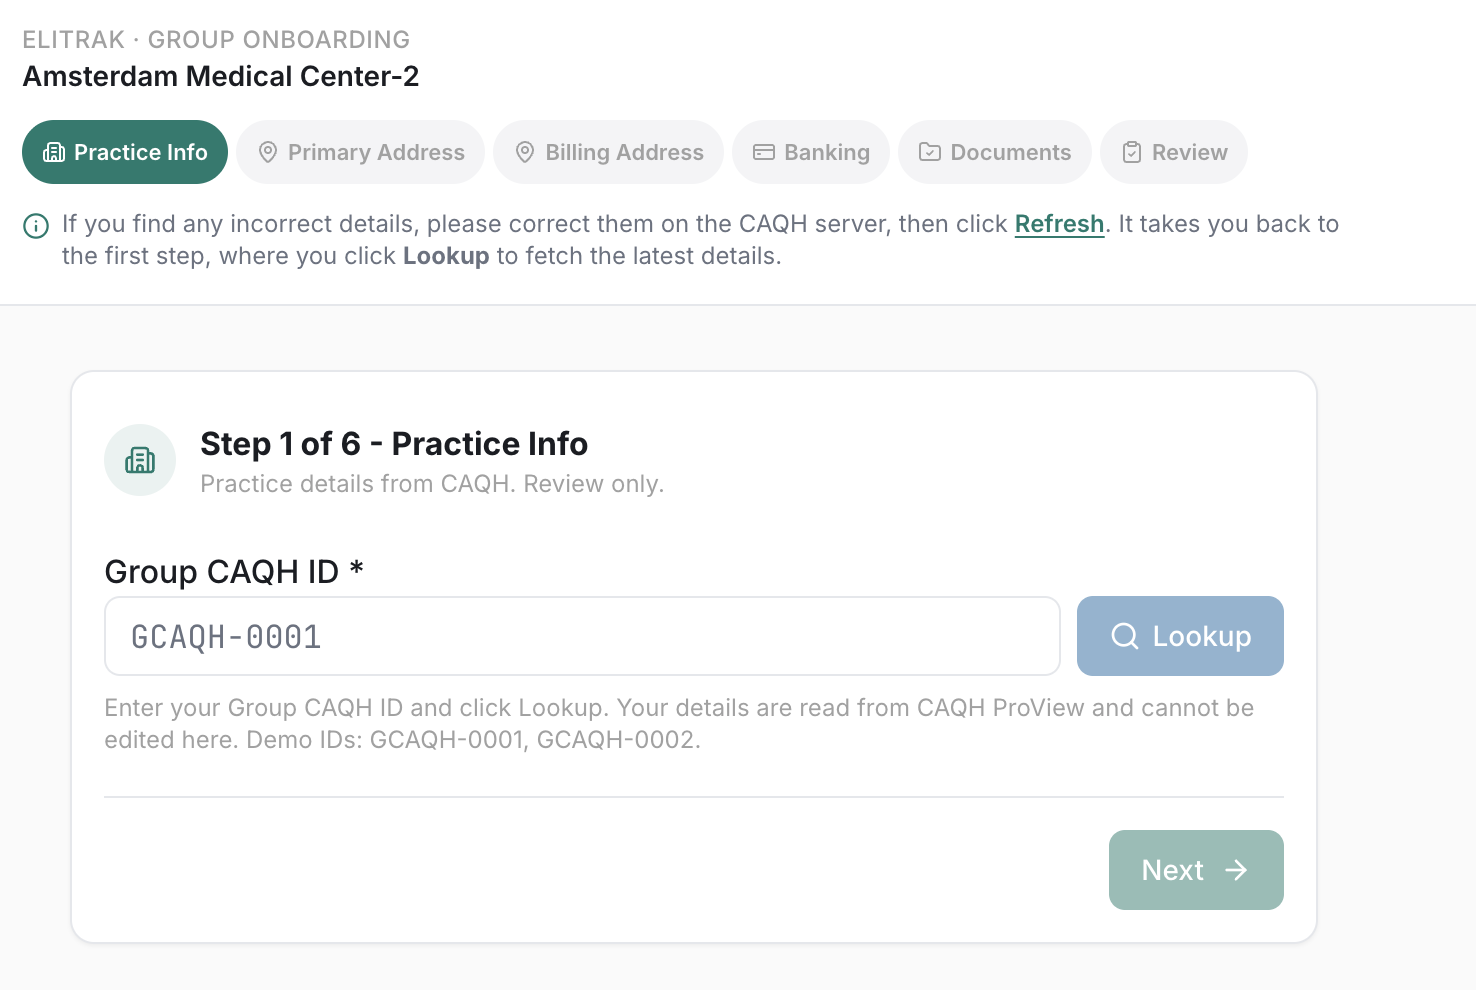 ELITRAK · GROUP ONBOARDING
Amsterdam Medical Center-2
Practice Info
Primary Address
Billing Address
Banking
Documents
Review
If you find any incorrect details, please correct them on the CAQH server, then click Refresh. It takes you back to
the first step, where you click Lookup to fetch the latest details.
Step 1 of 6 - Practice Info
Practice details from CAQH. Review only.
Group CAQH ID *
GCAQH-0001
Lookup
Enter your Group CAQH ID and click Lookup. Your details are read from CAQH ProView and cannot be
edited here. Demo IDs: GCAQH-0001, GCAQH-0002.
Next